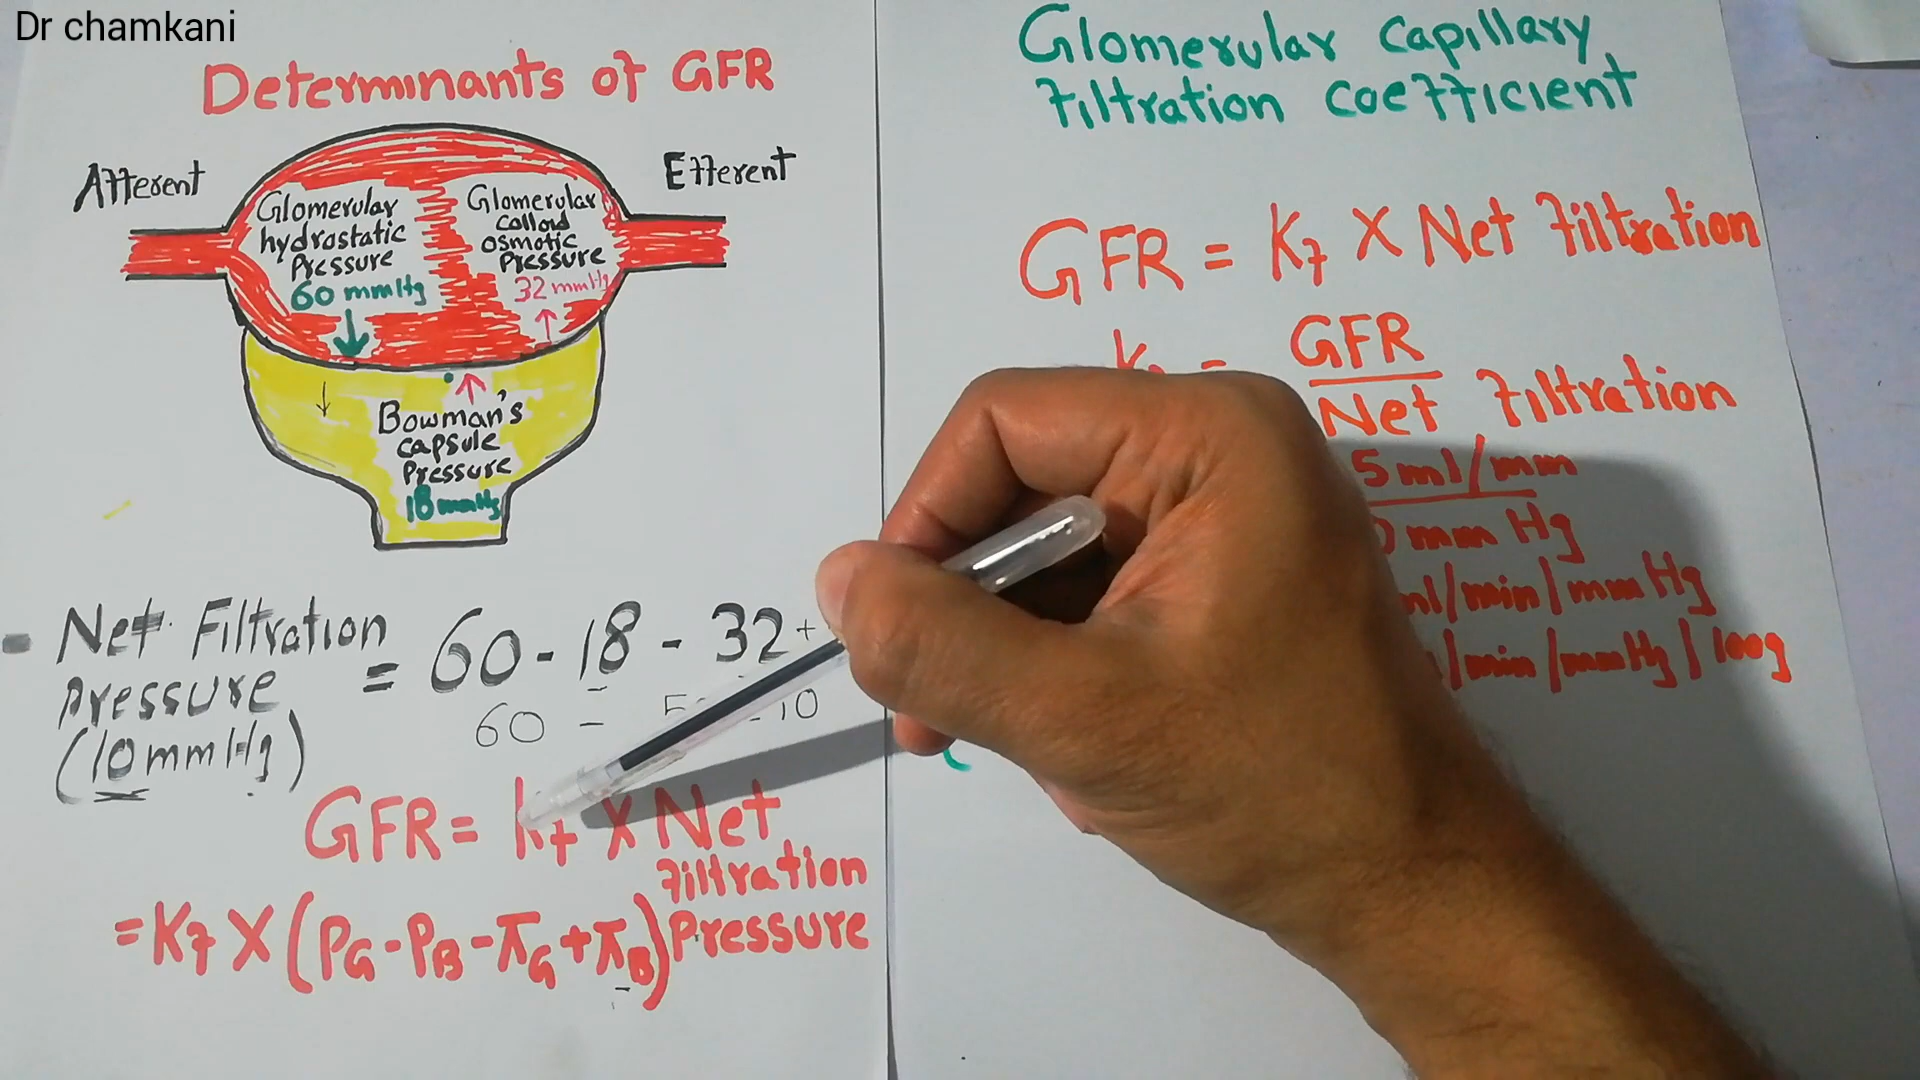 Dr chamkani
Determinants of GFR
Afferent
Efferent
Glomerular
hydrostatic
Pressure
60 mmHg
Glomerular
colloid
osmotic
Pressure
32 mmHg
Bowman's
capsule
Pressure
18 mmHg
Net Filtration
Pressure
(10 mmHg)
= 60 - 18 - 32 +
60 -
10
GFR = Kf X Net
filtration
Pressure
= Kf X (PG - PB - πG + πB)
Glomerular capillary
filtration coefficient
GFR = Kf X Net filtration
GFR
Net filtration
5 ml/mm
mm Hg
ml/min/mmHg
/min/mmHg/100g